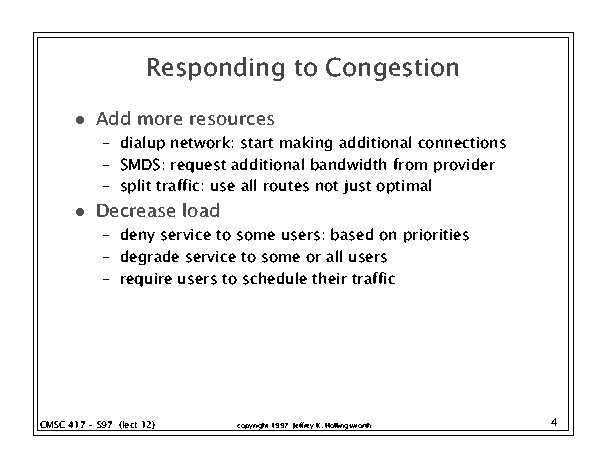 Responding to Congestion
● Add more resources
– dialup network: start making additional connections
– SMDS: request additional bandwidth from provider
– split traffic: use all routes not just optimal
● Decrease load
– deny service to some users: based on priorities
– degrade service to some or all users
– require users to schedule their traffic
CMSC 417 - S97 (lect 12)
copyright 1997 Jeffrey K. Hollingsworth
4